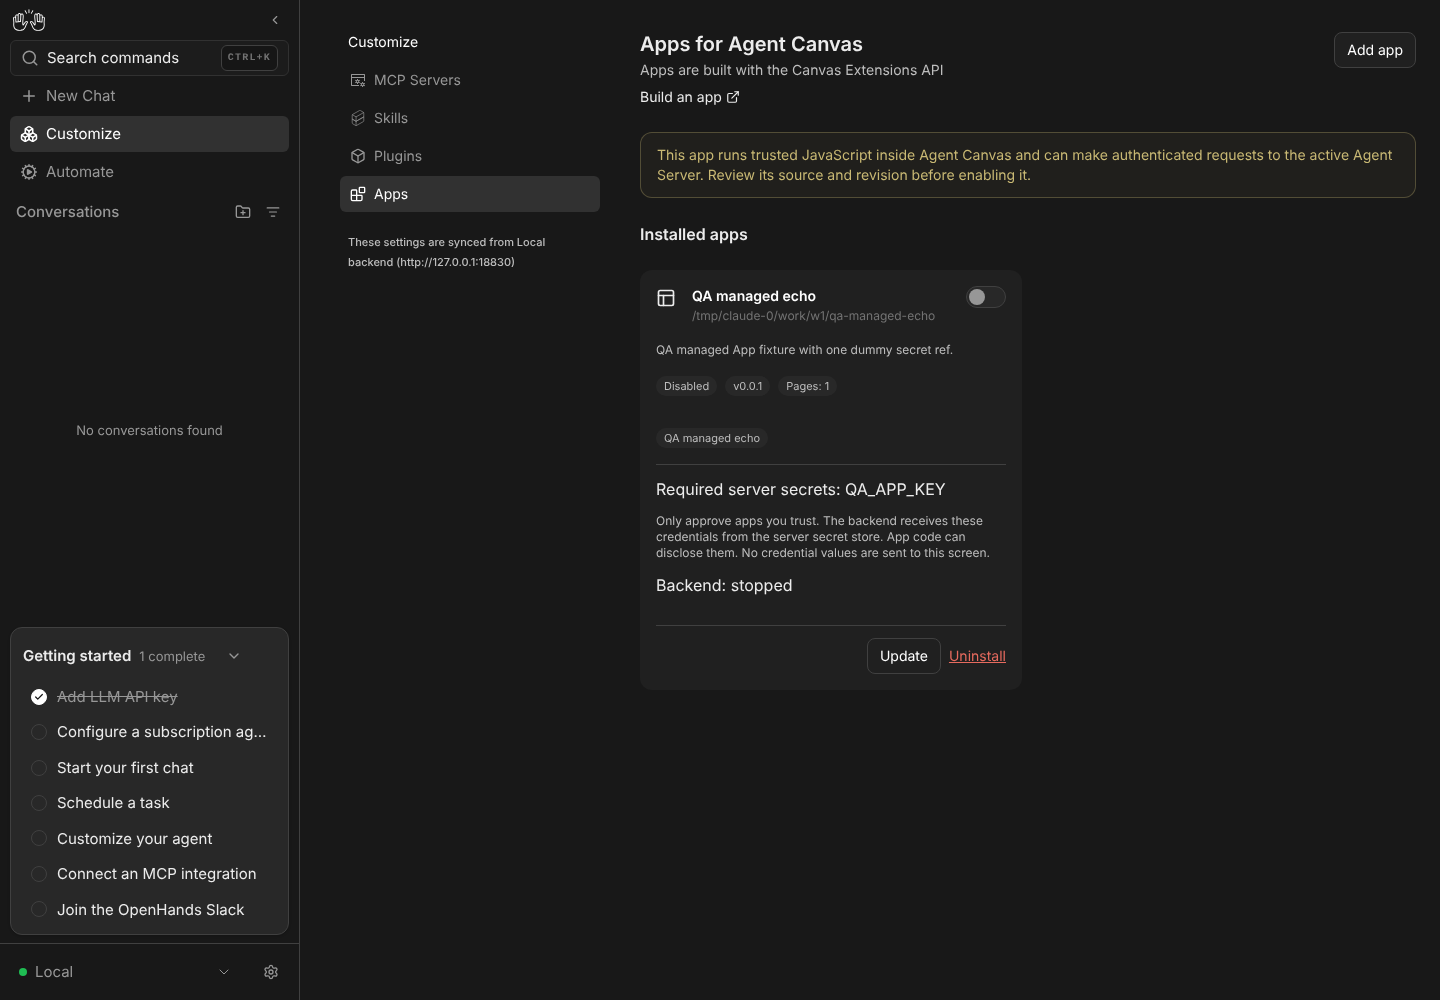 Search commands
CTRL+K
New Chat
Customize
Automate
Conversations
No conversations found
Getting started 1 complete
Add LLM API key
Configure a subscription ag...
Start your first chat
Schedule a task
Customize your agent
Connect an MCP integration
Join the OpenHands Slack
Local
Customize
MCP Servers
Skills
Plugins
Apps
These settings are synced from Local
backend (http://127.0.0.1:18830)
Apps for Agent Canvas
Apps are built with the Canvas Extensions API
Build an app
Add app
This app runs trusted JavaScript inside Agent Canvas and can make authenticated requests to the active Agent
Server. Review its source and revision before enabling it.
Installed apps
QA managed echo
/tmp/claude-0/work/w1/qa-managed-echo
QA managed App fixture with one dummy secret ref.
Disabled v0.0.1 Pages: 1
QA managed echo
Required server secrets: QA_APP_KEY
Only approve apps you trust. The backend receives these
credentials from the server secret store. App code can
disclose them. No credential values are sent to this screen.
Backend: stopped
Update Uninstall